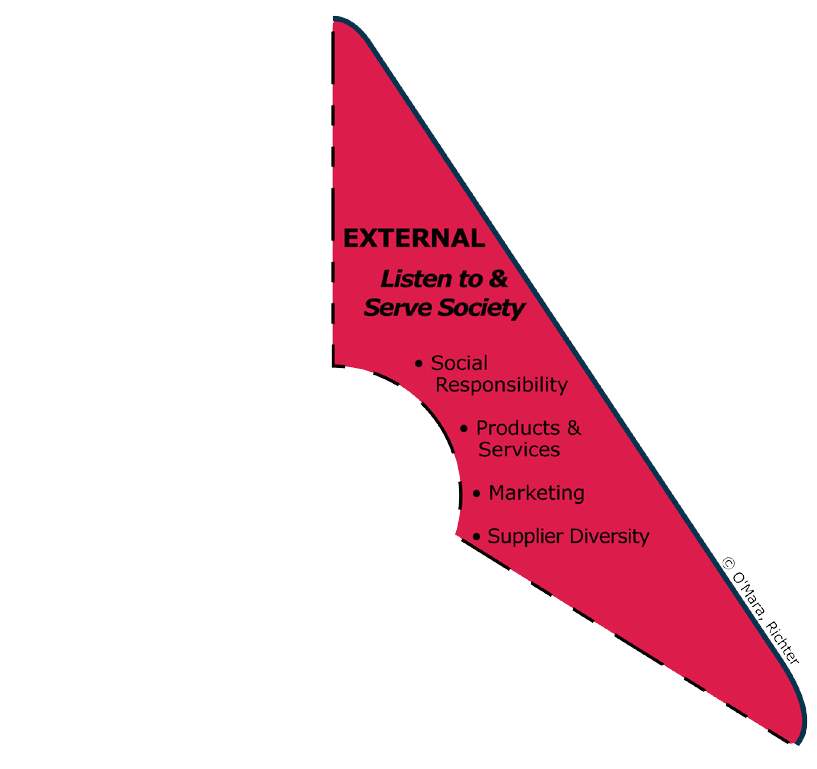 EXTERNAL
Listen to &
Serve Society
• Social
Responsibility
• Products &
Services
• Marketing
• Supplier Diversity
© O'Mara, Richter